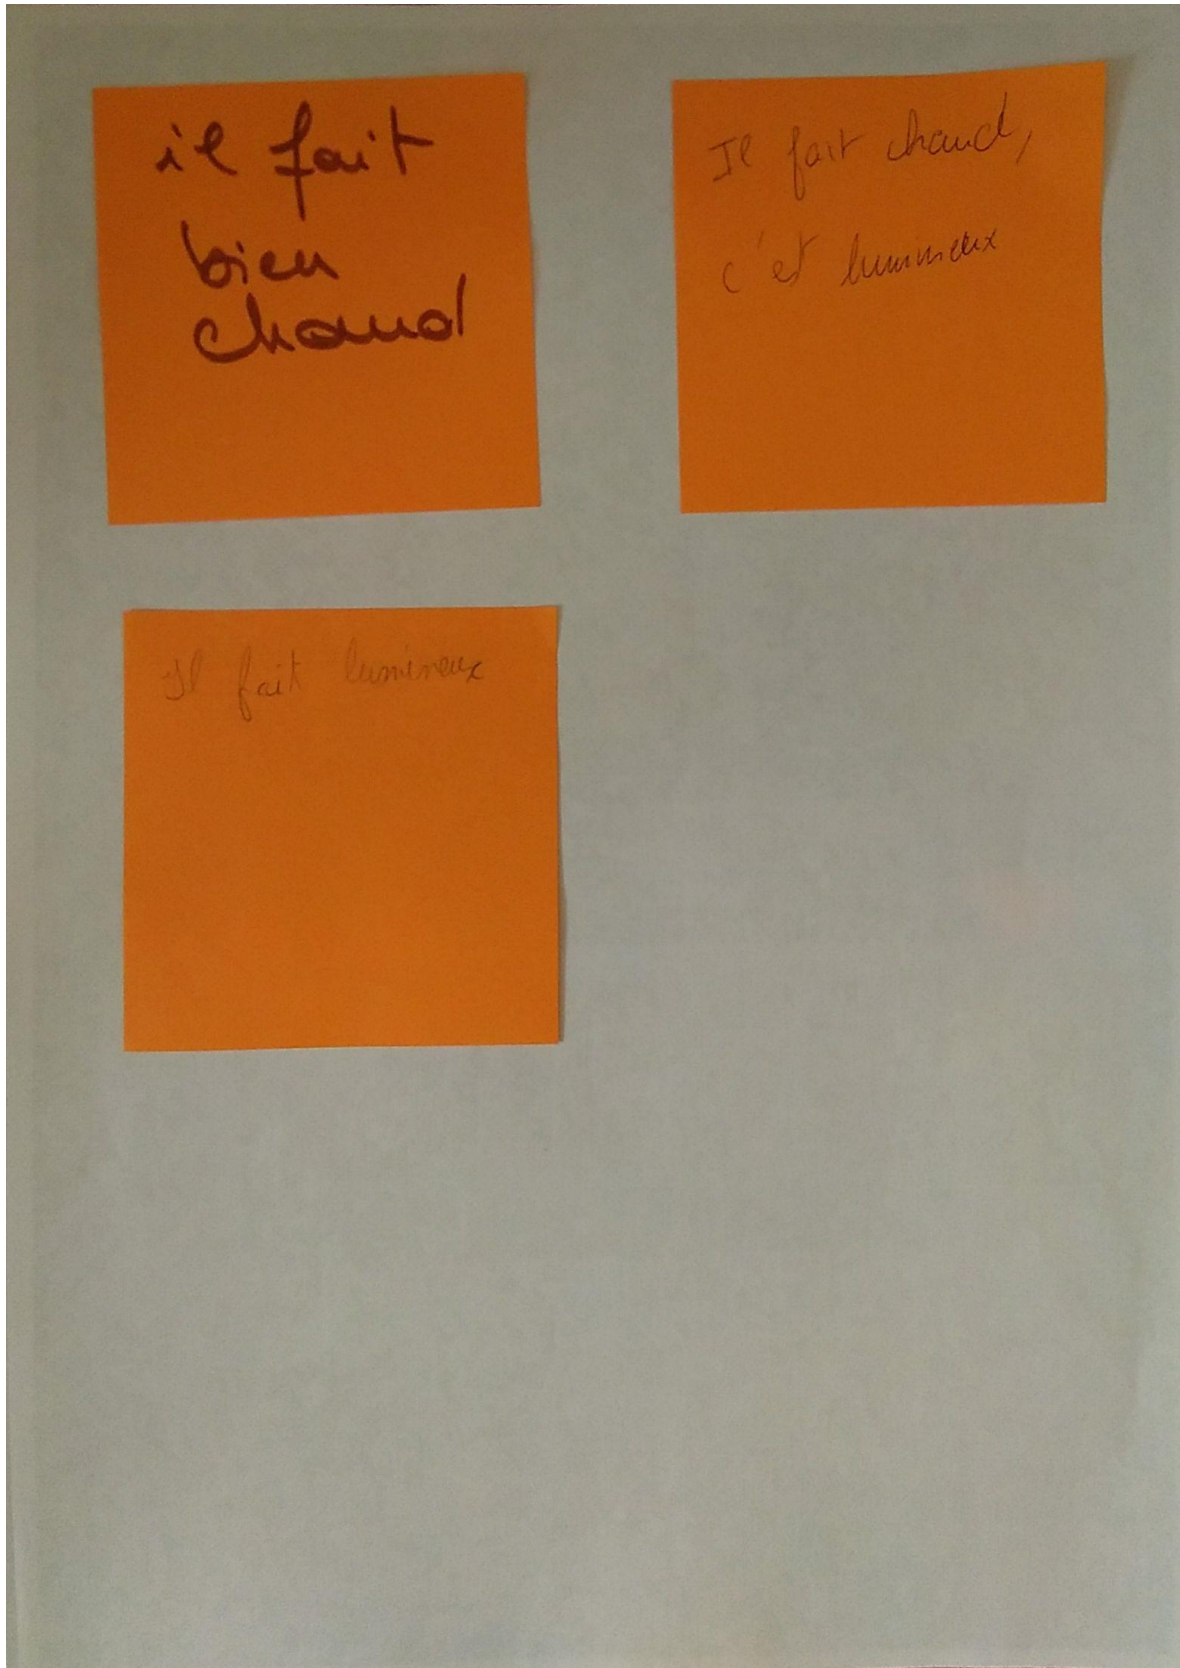 il fait
bien
chaud
Il fait chaud,
c'est lumineux
Il fait lumineux